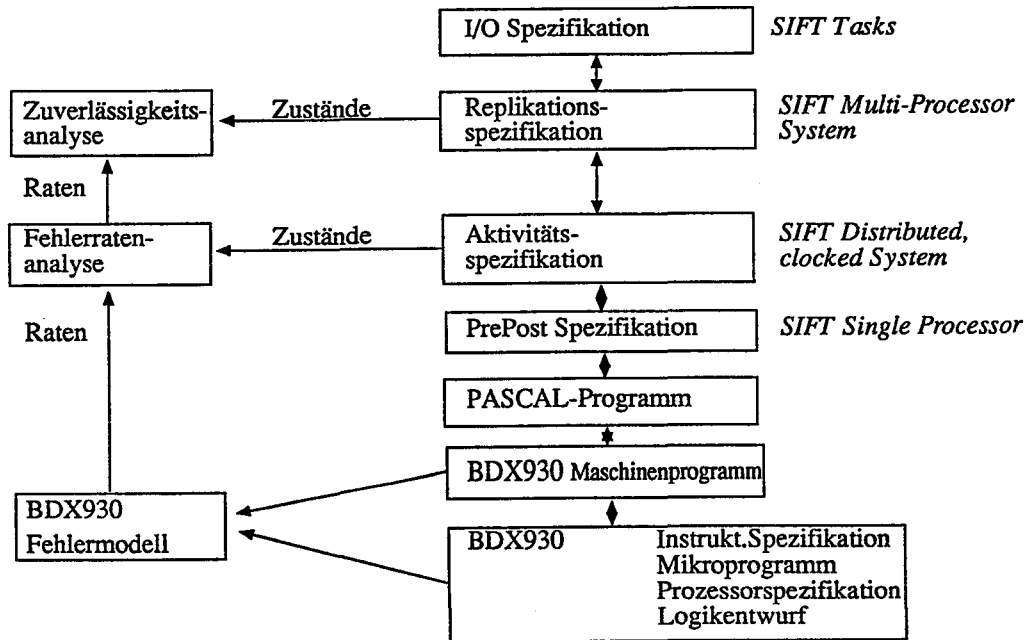 I/O Spezifikation
SIFT Tasks
Zuverlässigkeits-
analyse
Zustände
Replikations-
spezifikation
SIFT Multi-Processor
System
Raten
Fehlerraten-
analyse
Zustände
Aktivitäts-
spezifikation
SIFT Distributed,
clocked System
Raten
PrePost Spezifikation
SIFT Single Processor
PASCAL-Programm
BDX930 Maschinenprogramm
BDX930
Fehlermodell
BDX930 Instrukt.Spezifikation
Mikroprogramm
Prozessorspezifikation
Logikentwurf